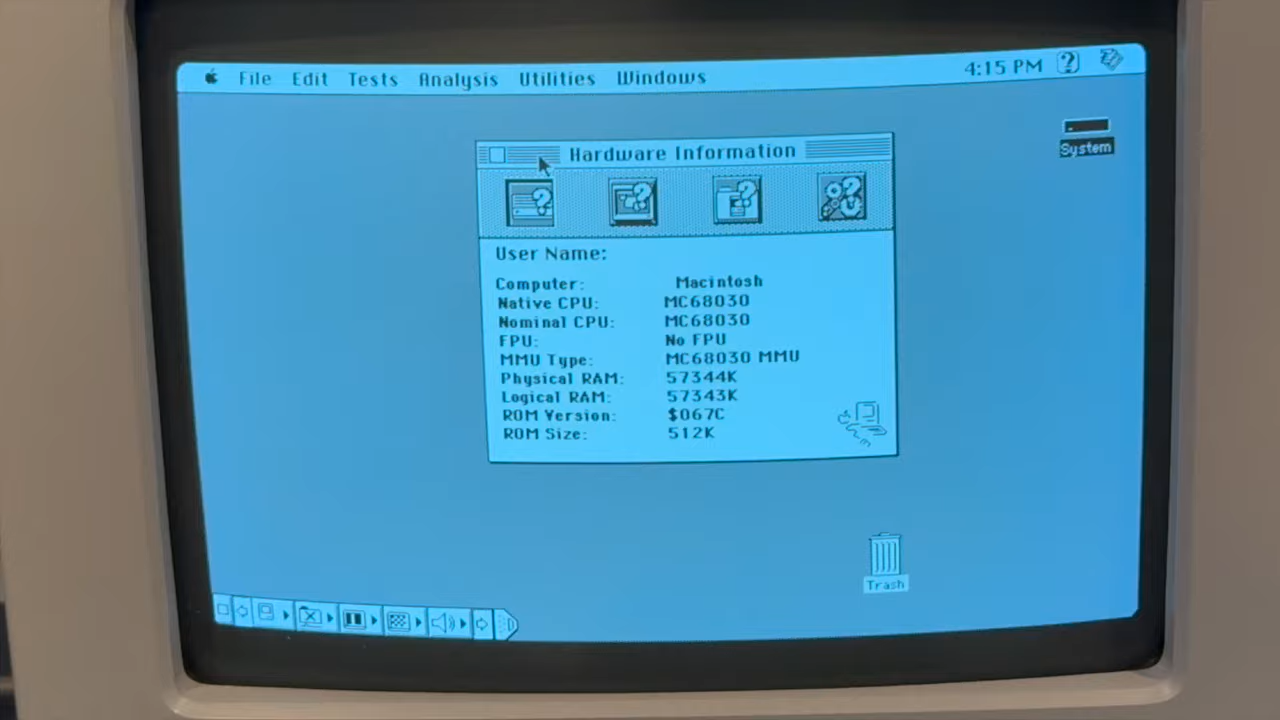 File Edit Tests Analysis Utilities Windows 4:15 PM
System
Hardware Information
User Name:
Computer: Macintosh
Native CPU: MC68030
Nominal CPU: MC68030
FPU: No FPU
MMU Type: MC68030 MMU
Physical RAM: 57344K
Logical RAM: 57343K
ROM Version: $067C
ROM Size: 512K
Trash